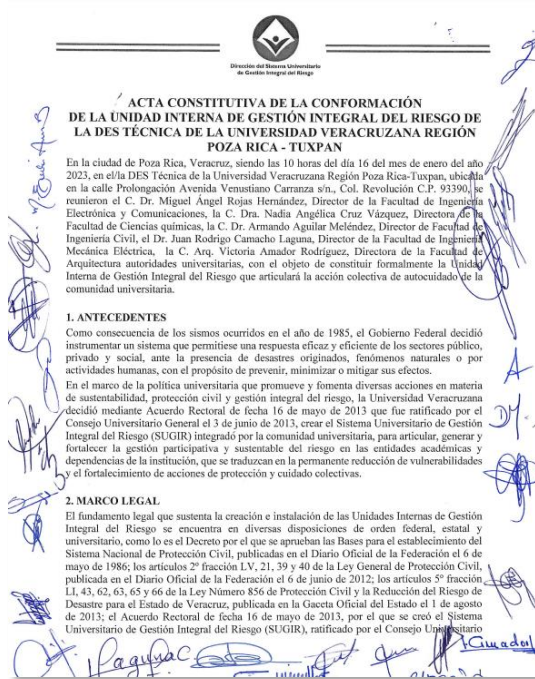 Dirección del Sistema Universitario
de Gestión Integral del Riesgo
ACTA CONSTITUTIVA DE LA CONFORMACIÓN
DE LA UNIDAD INTERNA DE GESTIÓN INTEGRAL DEL RIESGO DE
LA DES TÉCNICA DE LA UNIVERSIDAD VERACRUZANA REGIÓN
POZA RICA - TUXPAN
En la ciudad de Poza Rica, Veracruz, siendo las 10 horas del día 16 del mes de enero del año
2023, en el/la DES Técnica de la Universidad Veracruzana Region Poza Rica-Tuxpan, ubicada
en la calle Prolongación Avenida Venustiano Carranza s/n., Col. Revolución C.P. 93390, se
reunieron el C. Dr. Miguel Ángel Rojas Hernández, Director de la Facultad de Ingeniería
Electrónica y Comunicaciones, la C. Dra. Nadia Angélica Cruz Vázquez, Directora de la
Facultad de Ciencias químicas, la C. Dr. Armando Aguilar Meléndez, Director de Facultad de
Ingeniería Civil, el Dr. Juan Rodrigo Camacho Laguna, Director de la Facultad de Ingeniería
Mecánica Eléctrica, la C. Arq. Victoria Amador Rodríguez, Directora de la Facultad de
Arquitectura autoridades universitarias, con el objeto de constituir formalmente la Unidad
Interna de Gestión Integral del Riesgo que articulará la acción colectiva de autocuidado de la
comunidad universitaria.
1. ANTECEDENTES
Como consecuencia de los sismos ocurridos en el año de 1985, el Gobierno Federal decidió
instrumentar un sistema que permitiese una respuesta eficaz y eficiente de los sectores público,
privado y social, ante la presencia de desastres originados, fenómenos naturales o por
actividades humanas, con el propósito de prevenir, minimizar o mitigar sus efectos.
En el marco de la política universitaria que promueve y fomenta diversas acciones en materia
de sustentabilidad, protección civil y gestión integral del riesgo, la Universidad Veracruzana
decidió mediante Acuerdo Rectoral de fecha 16 de mayo de 2013 que fue ratificado por el
Consejo Universitario General el 3 de junio de 2013, crear el Sistema Universitario de Gestión
Integral del Riesgo (SUGIR) integrado por la comunidad universitaria, para articular, generar y
fortalecer la gestión participativa y sustentable del riesgo en las entidades académicas y
dependencias de la institución, que se traduzcan en la permanente reducción de vulnerabilidades
y el fortalecimiento de acciones de protección y cuidado colectivas.
2. MARCO LEGAL
El fundamento legal que sustenta la creación e instalación de las Unidades Internas de Gestión
Integral del Riesgo se encuentra en diversas disposiciones de orden federal, estatal y
universitario, como lo es el Decreto por el que se aprueban las Bases para el establecimiento del
Sistema Nacional de Protección Civil, publicadas en el Diario Oficial de la Federación el 6 de
mayo de 1986; los artículos 2° fracción LV, 21, 39 y 40 de la Ley General de Protección Civil,
publicada en el Diario Oficial de la Federación el 6 de junio de 2012; los artículos 5° fracción
LI, 43, 62, 63, 65 y 66 de la Ley Número 856 de Protección Civil y la Reducción del Riesgo de
Desastre para el Estado de Veracruz, publicada en la Gaceta Oficial del Estado el 1 de agosto
de 2013; el Acuerdo Rectoral de fecha 16 de mayo de 2013, por el que se creó el Sistema
Universitario de Gestión Integral del Riesgo (SUGIR), ratificado por el Consejo Universitario